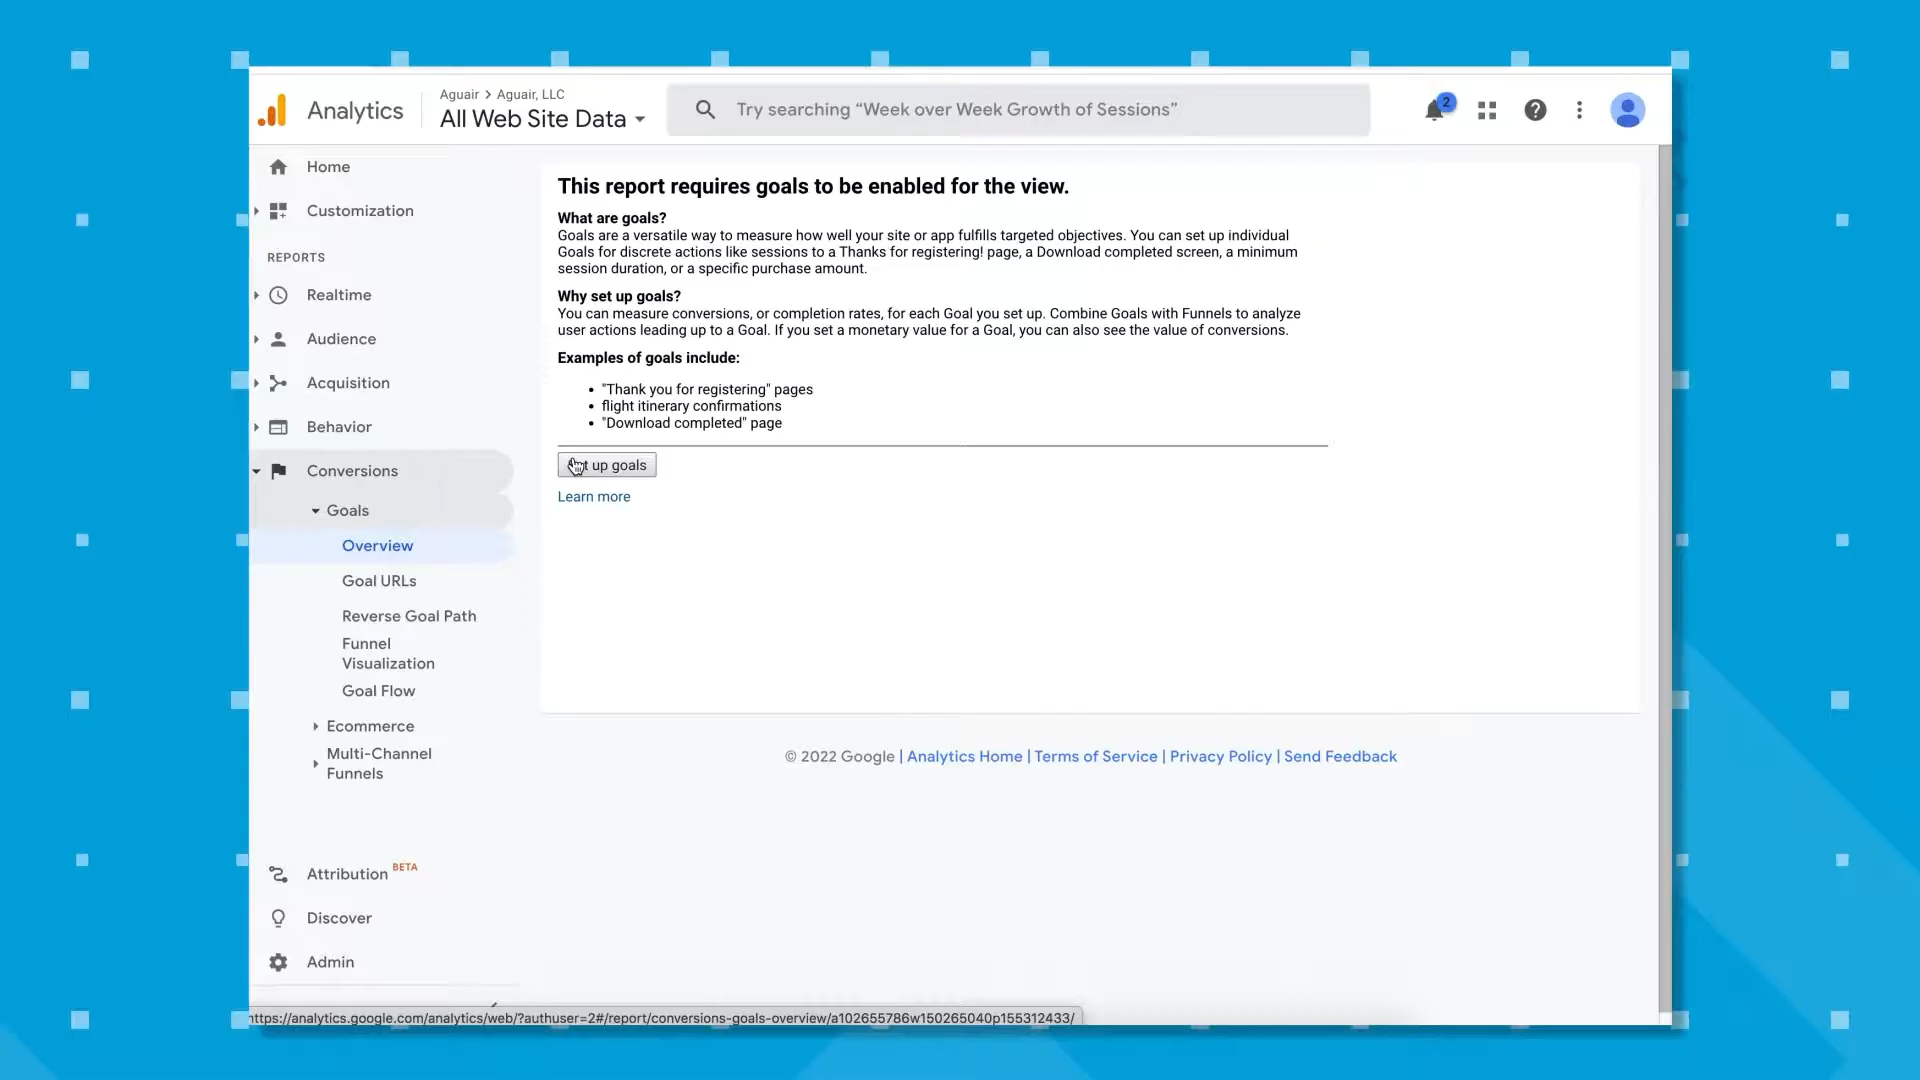 Analytics
Aguair > Aguair, LLC
All Web Site Data
Try searching “Week over Week Growth of Sessions”
2
Home
Customization
REPORTS
Realtime
Audience
Acquisition
Behavior
Conversions
Goals
Overview
Goal URLs
Reverse Goal Path
Funnel
Visualization
Goal Flow
Ecommerce
Multi-Channel
Funnels
Attribution BETA
Discover
Admin
This report requires goals to be enabled for the view.
What are goals?
Goals are a versatile way to measure how well your site or app fulfills targeted objectives. You can set up individual
Goals for discrete actions like sessions to a Thanks for registering! page, a Download completed screen, a minimum
session duration, or a specific purchase amount.
Why set up goals?
You can measure conversions, or completion rates, for each Goal you set up. Combine Goals with Funnels to analyze
user actions leading up to a Goal. If you set a monetary value for a Goal, you can also see the value of conversions.
Examples of goals include:
• "Thank you for registering" pages
• flight itinerary confirmations
• "Download completed" page
up goals
Learn more
© 2022 Google | Analytics Home | Terms of Service | Privacy Policy | Send Feedback
https://analytics.google.com/analytics/web/?authuser=2#/report/conversions-goals-overview/a102655786w150265040p155312433/